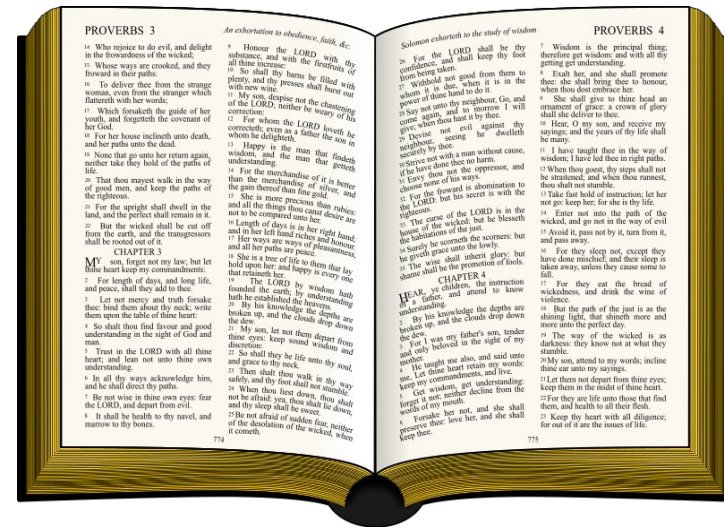 PROVERBS 3
An exhortation to obedience, faith, &c.
14 Who rejoice to do evil, and delight
in the frowardness of the wicked;
15 Whose ways are crooked, and they
froward in their paths:
16 To deliver thee from the strange
woman, even from the stranger which
flattereth with her words;
17 Which forsaketh the guide of her
youth, and forgetteth the covenant of
her God.
18 For her house inclineth unto death,
and her paths unto the dead.
19 None that go unto her return again,
neither take they hold of the paths of
life.
20 That thou mayest walk in the way
of good men, and keep the paths of
the righteous.
21 For the upright shall dwell in the
land, and the perfect shall remain in it.
22 But the wicked shall be cut off
from the earth, and the transgressors
shall be rooted out of it.
CHAPTER 3
MY son, forget not my law; but let
thine heart keep my commandments:
2 For length of days, and long life,
and peace, shall they add to thee.
3 Let not mercy and truth forsake
thee: bind them about thy neck; write
them upon the table of thine heart:
4 So shalt thou find favour and good
understanding in the sight of God and
man.
5 Trust in the LORD with all thine
heart; and lean not unto thine own
understanding.
6 In all thy ways acknowledge him,
and he shall direct thy paths.
7 Be not wise in thine own eyes: fear
the LORD, and depart from evil.
8 It shall be health to thy navel, and
marrow to thy bones.
9 Honour the LORD with thy
substance, and with the firstfruits of
all thine increase:
10 So shall thy barns be filled with
plenty, and thy presses shall burst out
with new wine.
11 My son, despise not the chastening
of the LORD; neither be weary of his
correction:
12 For whom the LORD loveth he
correcteth; even as a father the son in
whom he delighteth.
13 Happy is the man that findeth
wisdom, and the man that getteth
understanding.
14 For the merchandise of it is better
than the merchandise of silver, and
the gain thereof than fine gold.
15 She is more precious than rubies:
and all the things thou canst desire are
not to be compared unto her.
16 Length of days is in her right hand;
and in her left hand riches and honour.
17 Her ways are ways of pleasantness,
and all her paths are peace.
18 She is a tree of life to them that lay
hold upon her: and happy is every one
that retaineth her.
19 The LORD by wisdom hath
founded the earth; by understanding
hath he established the heavens.
20 By his knowledge the depths are
broken up, and the clouds drop down
the dew.
21 My son, let not them depart from
thine eyes: keep sound wisdom and
discretion:
22 So shall they be life unto thy soul,
and grace to thy neck.
23 Then shalt thou walk in thy way
safely, and thy foot shall not stumble.
24 When thou liest down, thou shalt
not be afraid: yea, thou shalt lie down,
and thy sleep shall be sweet.
25 Be not afraid of sudden fear, neither
of the desolation of the wicked, when
it cometh.
774
Solomon exhorteth to the study of wisdom
PROVERBS 4
26 For the LORD shall be thy
confidence, and shall keep thy foot
from being taken.
27 Withhold not good from them to
whom it is due, when it is in the
power of thine hand to do it.
28 Say not unto thy neighbour, Go, and
come again, and to morrow I will
give; when thou hast it by thee.
29 Devise not evil against thy
neighbour, seeing he dwelleth
securely by thee.
30 Strive not with a man without cause,
if he have done thee no harm.
31 Envy thou not the oppressor, and
choose none of his ways.
32 For the froward is abomination to
the LORD: but his secret is with the
righteous.
33 The curse of the LORD is in the
house of the wicked: but he blesseth
the habitations of the just.
34 Surely he scorneth the scorners: but
he giveth grace unto the lowly.
35 The wise shall inherit glory: but
shame shall be the promotion of fools.
CHAPTER 4
HEAR, ye children, the instruction
of a father, and attend to know
understanding.
2 By his knowledge the depths are
broken up, and the clouds drop down
the dew.
3 For I was my father's son, tender
and only beloved in the sight of my
mother.
4 He taught me also, and said unto
me, Let thine heart retain my words:
keep my commandments, and live.
5 Get wisdom, get understanding:
forget it not; neither decline from the
words of my mouth.
6 Forsake her not, and she shall
preserve thee: love her, and she shall
keep thee.
7 Wisdom is the principal thing;
therefore get wisdom: and with all thy
getting get understanding.
8 Exalt her, and she shall promote
thee: she shall bring thee to honour,
when thou dost embrace her.
9 She shall give to thine head an
ornament of grace: a crown of glory
shall she deliver to thee.
10 Hear, O my son, and receive my
sayings; and the years of thy life shall
be many.
11 I have taught thee in the way of
wisdom; I have led thee in right paths.
12 When thou goest, thy steps shall not
be straitened; and when thou runnest,
thou shalt not stumble.
13 Take fast hold of instruction; let her
not go: keep her; for she is thy life.
14 Enter not into the path of the
wicked, and go not in the way of evil
15 Avoid it, pass not by it, turn from it,
and pass away.
16 For they sleep not, except they
have done mischief; and their sleep is
taken away, unless they cause some to
fall.
17 For they eat the bread of
wickedness, and drink the wine of
violence.
18 But the path of the just is as the
shining light, that shineth more and
more unto the perfect day.
19 The way of the wicked is as
darkness: they know not at what they
stumble.
20 My son, attend to my words; incline
thine ear unto my sayings.
21 Let them not depart from thine eyes;
keep them in the midst of thine heart.
22 For they are life unto those that find
them, and health to all their flesh.
23 Keep thy heart with all diligence;
for out of it are the issues of life.
775